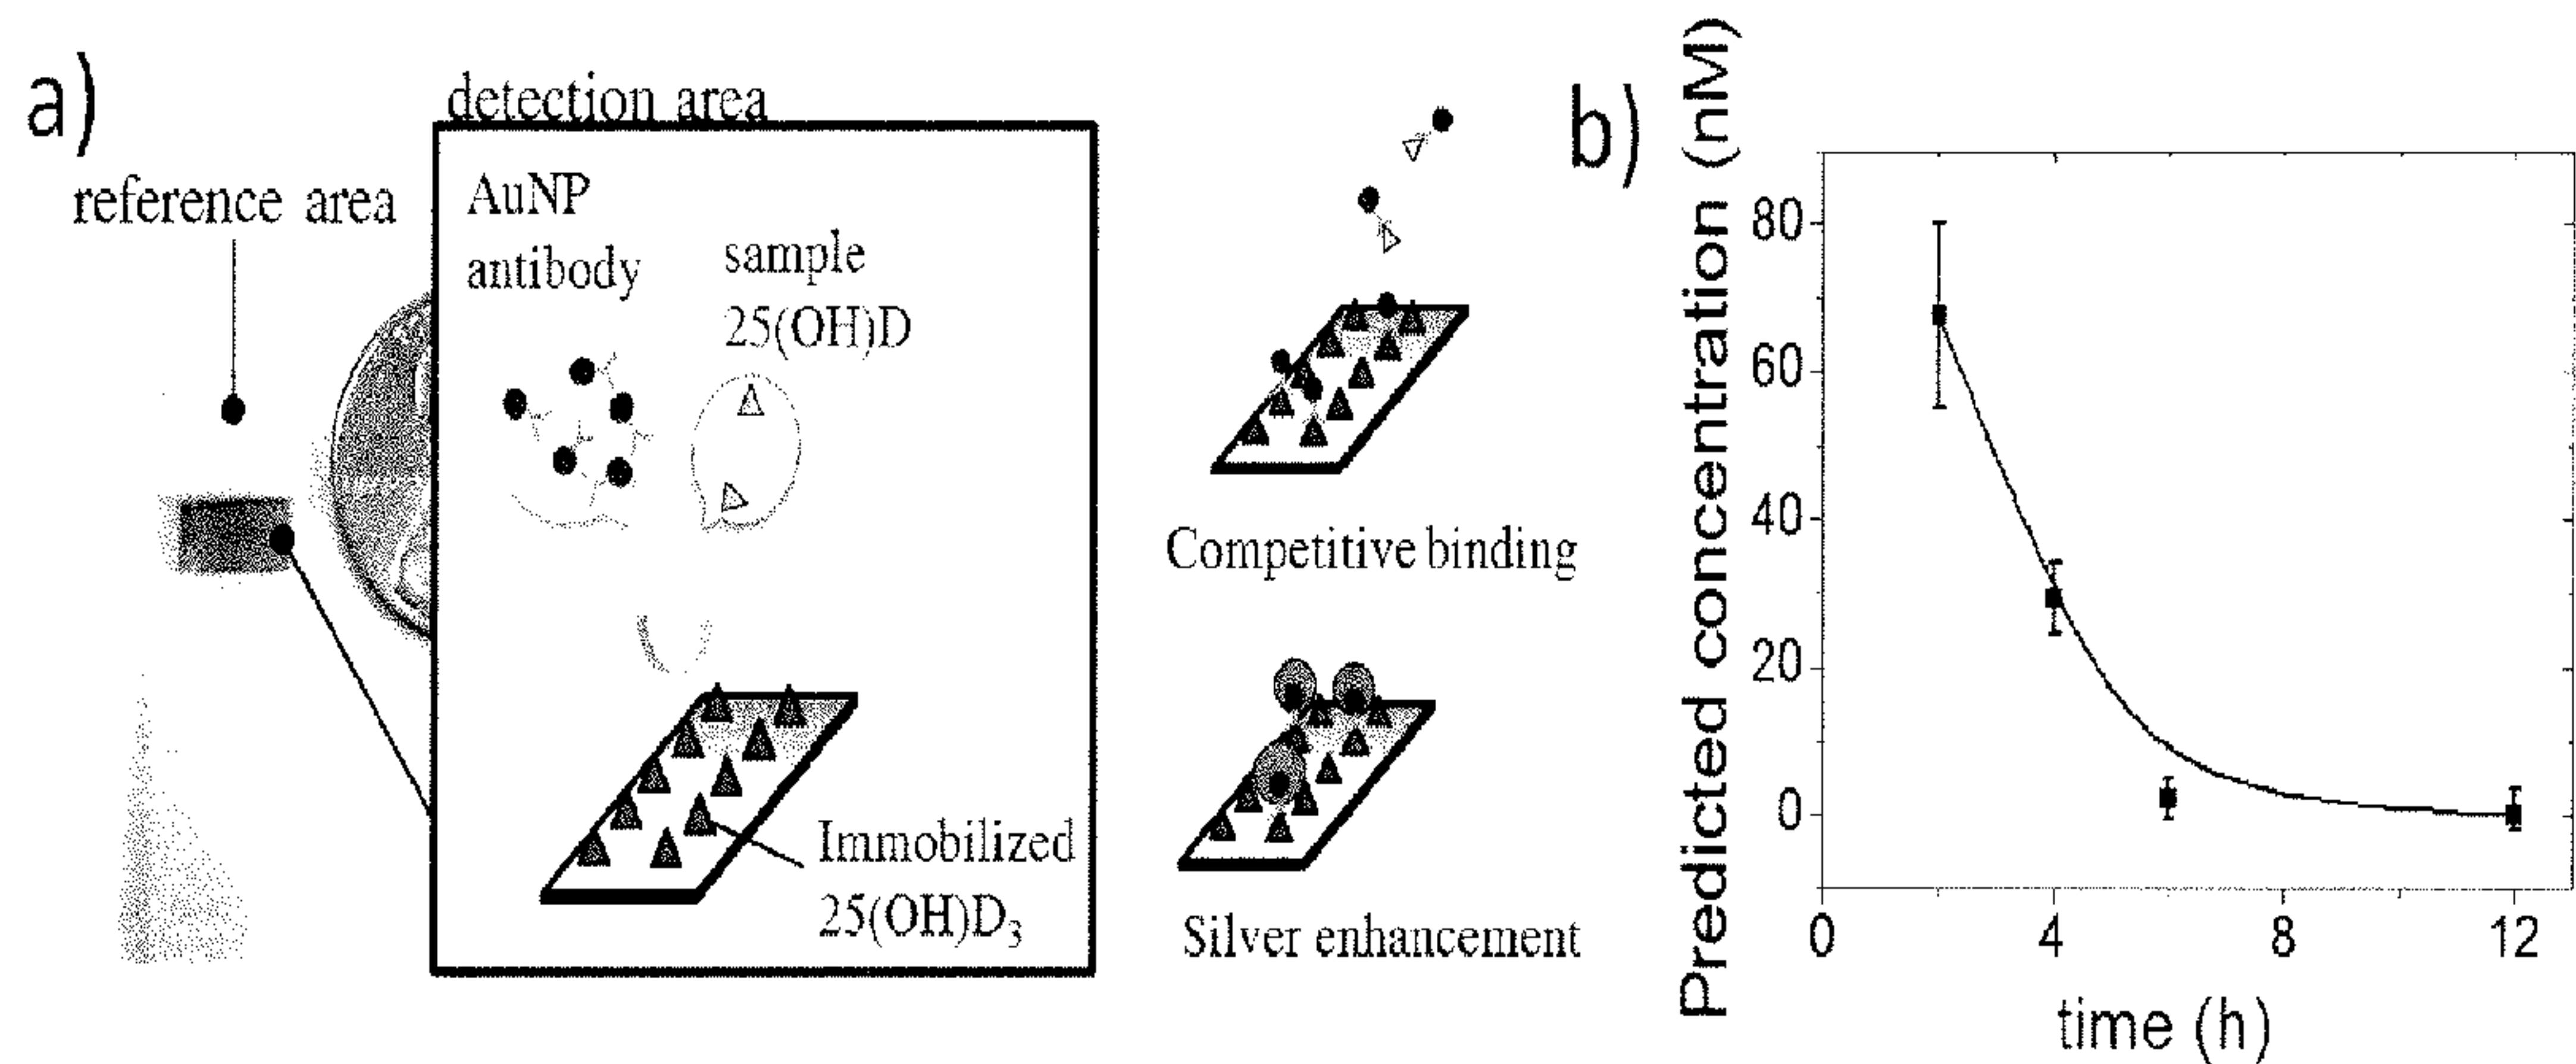 a)
detection area
reference area
AuNP
antibody
sample
25(OH)D
Immobilized
25(OH)D₃
Competitive binding
Silver enhancement
b)
Predicted concentration (nM)
80
60
40
20
0
0 4 8 12
time (h)